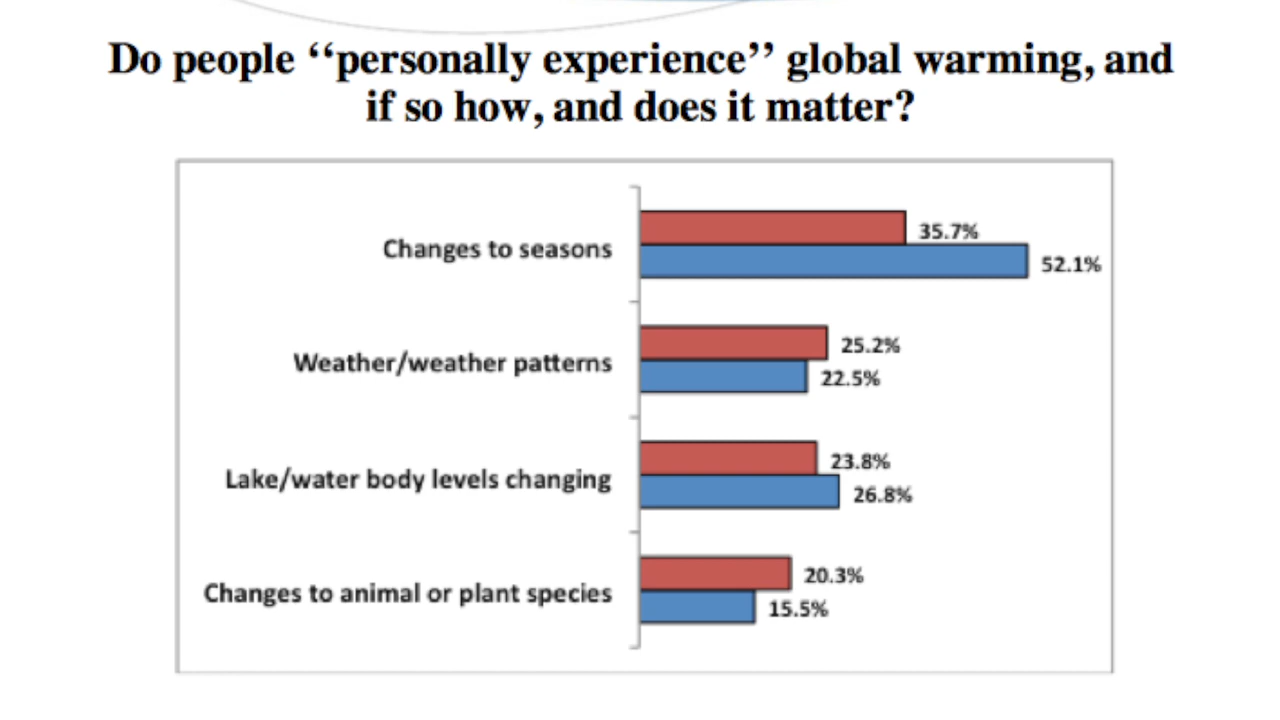 Do people “personally experience” global warming, and
if so how, and does it matter?
Changes to seasons
35.7%
52.1%
Weather/weather patterns
25.2%
22.5%
Lake/water body levels changing
23.8%
26.8%
Changes to animal or plant species
20.3%
15.5%